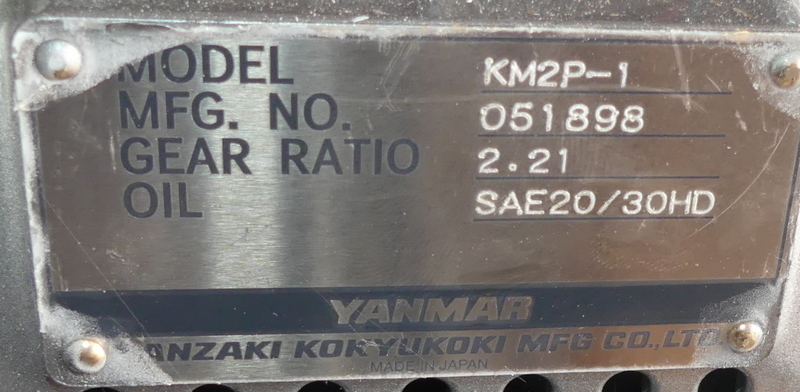 MODEL KM2P-1
MFG. NO. 051898
GEAR RATIO 2.21
OIL SAE20/30HD
YANMAR
KANZAKI KOKYUKOKI MFG CO.,LTD.
MADE IN JAPAN